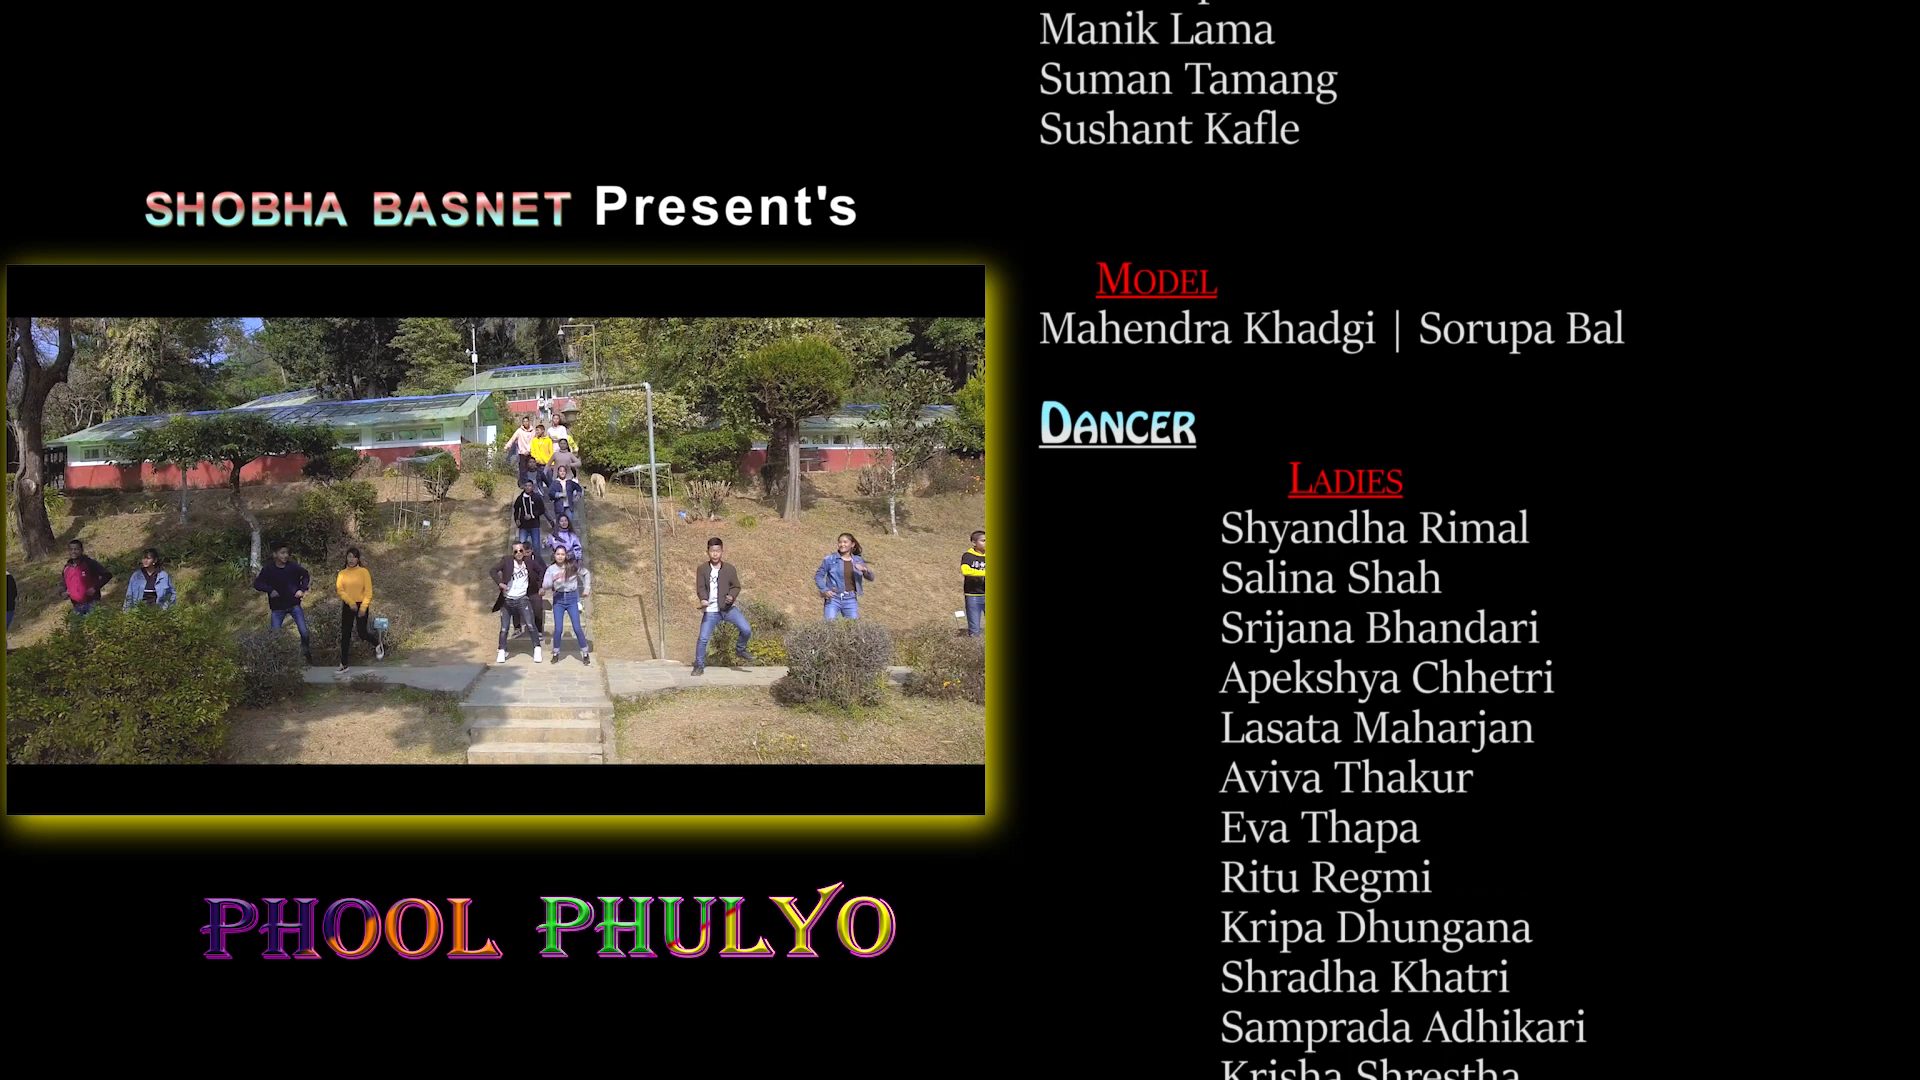 SHOBHA BASNET Present's
PHOOL PHULYO
Manik Lama
Suman Tamang
Sushant Kafle
MODEL
Mahendra Khadgi | Sorupa Bal
DANCER
LADIES
Shyandha Rimal
Salina Shah
Srijana Bhandari
Apekshya Chhetri
Lasata Maharjan
Aviva Thakur
Eva Thapa
Ritu Regmi
Kripa Dhungana
Shradha Khatri
Samprada Adhikari
Krisha Shrestha